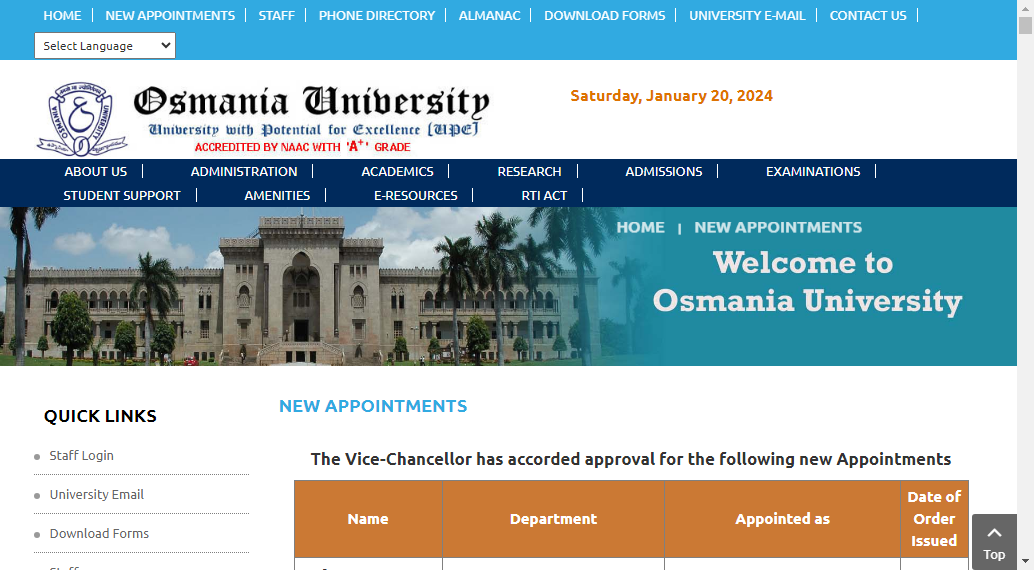 HOME NEW APPOINTMENTS STAFF PHONE DIRECTORY ALMANAC DOWNLOAD FORMS UNIVERSITY E-MAIL CONTACT US
Select Language
Osmania University
University with Potential for Excellence [UPE]
ACCREDITED BY NAAC WITH 'A+' GRADE
OSMANIA UNIVERSITY
Saturday, January 20, 2024
ABOUT US ADMINISTRATION ACADEMICS RESEARCH ADMISSIONS EXAMINATIONS
STUDENT SUPPORT AMENITIES E-RESOURCES RTI ACT
HOME | NEW APPOINTMENTS
Welcome to
Osmania University
QUICK LINKS
Staff Login
University Email
Download Forms
NEW APPOINTMENTS
The Vice-Chancellor has accorded approval for the following new Appointments
Name Department Appointed as Date of Order Issued
Top